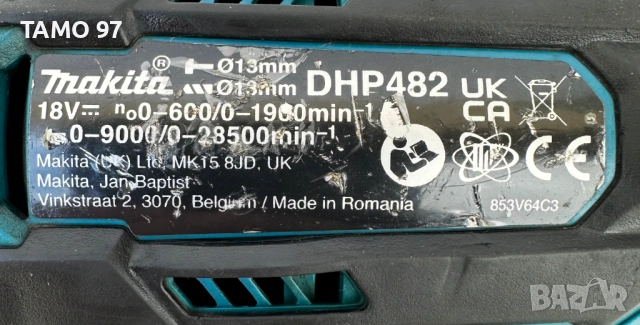 TAMO 97
makita® Ø13mm DHP482 UK
Ø13mm CA
18V n₀0-600/0-1900min⁻¹
0-9000/0-28500min⁻¹
Makita (UK) Ltd, MK15 8JD, UK
Makita, Jan-Baptist
Vinkstraat 2, 3070, Belgium / Made in Romania
CE
853V64C3
BAZAR